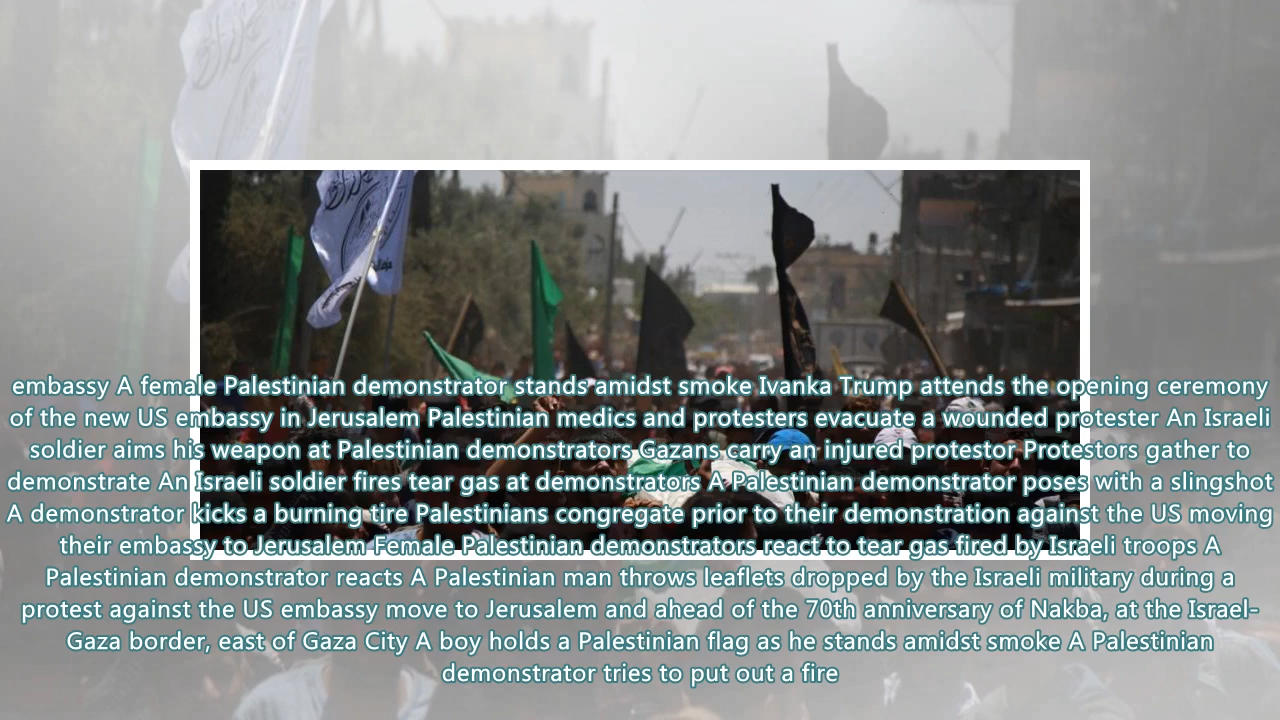 embassy A female Palestinian demonstrator stands amidst smoke Ivanka Trump attends the opening ceremony
of the new US embassy in Jerusalem Palestinian medics and protesters evacuate a wounded protester An Israeli
soldier aims his weapon at Palestinian demonstrators Gazans carry an injured protestor Protestors gather to
demonstrate An Israeli soldier fires tear gas at demonstrators A Palestinian demonstrator poses with a slingshot
A demonstrator kicks a burning tire Palestinians congregate prior to their demonstration against the US moving
their embassy to Jerusalem Female Palestinian demonstrators react to tear gas fired by Israeli troops A
Palestinian demonstrator reacts A Palestinian man throws leaflets dropped by the Israeli military during a
protest against the US embassy move to Jerusalem and ahead of the 70th anniversary of Nakba, at the Israel-
Gaza border, east of Gaza City A boy holds a Palestinian flag as he stands amidst smoke A Palestinian
demonstrator tries to put out a fire